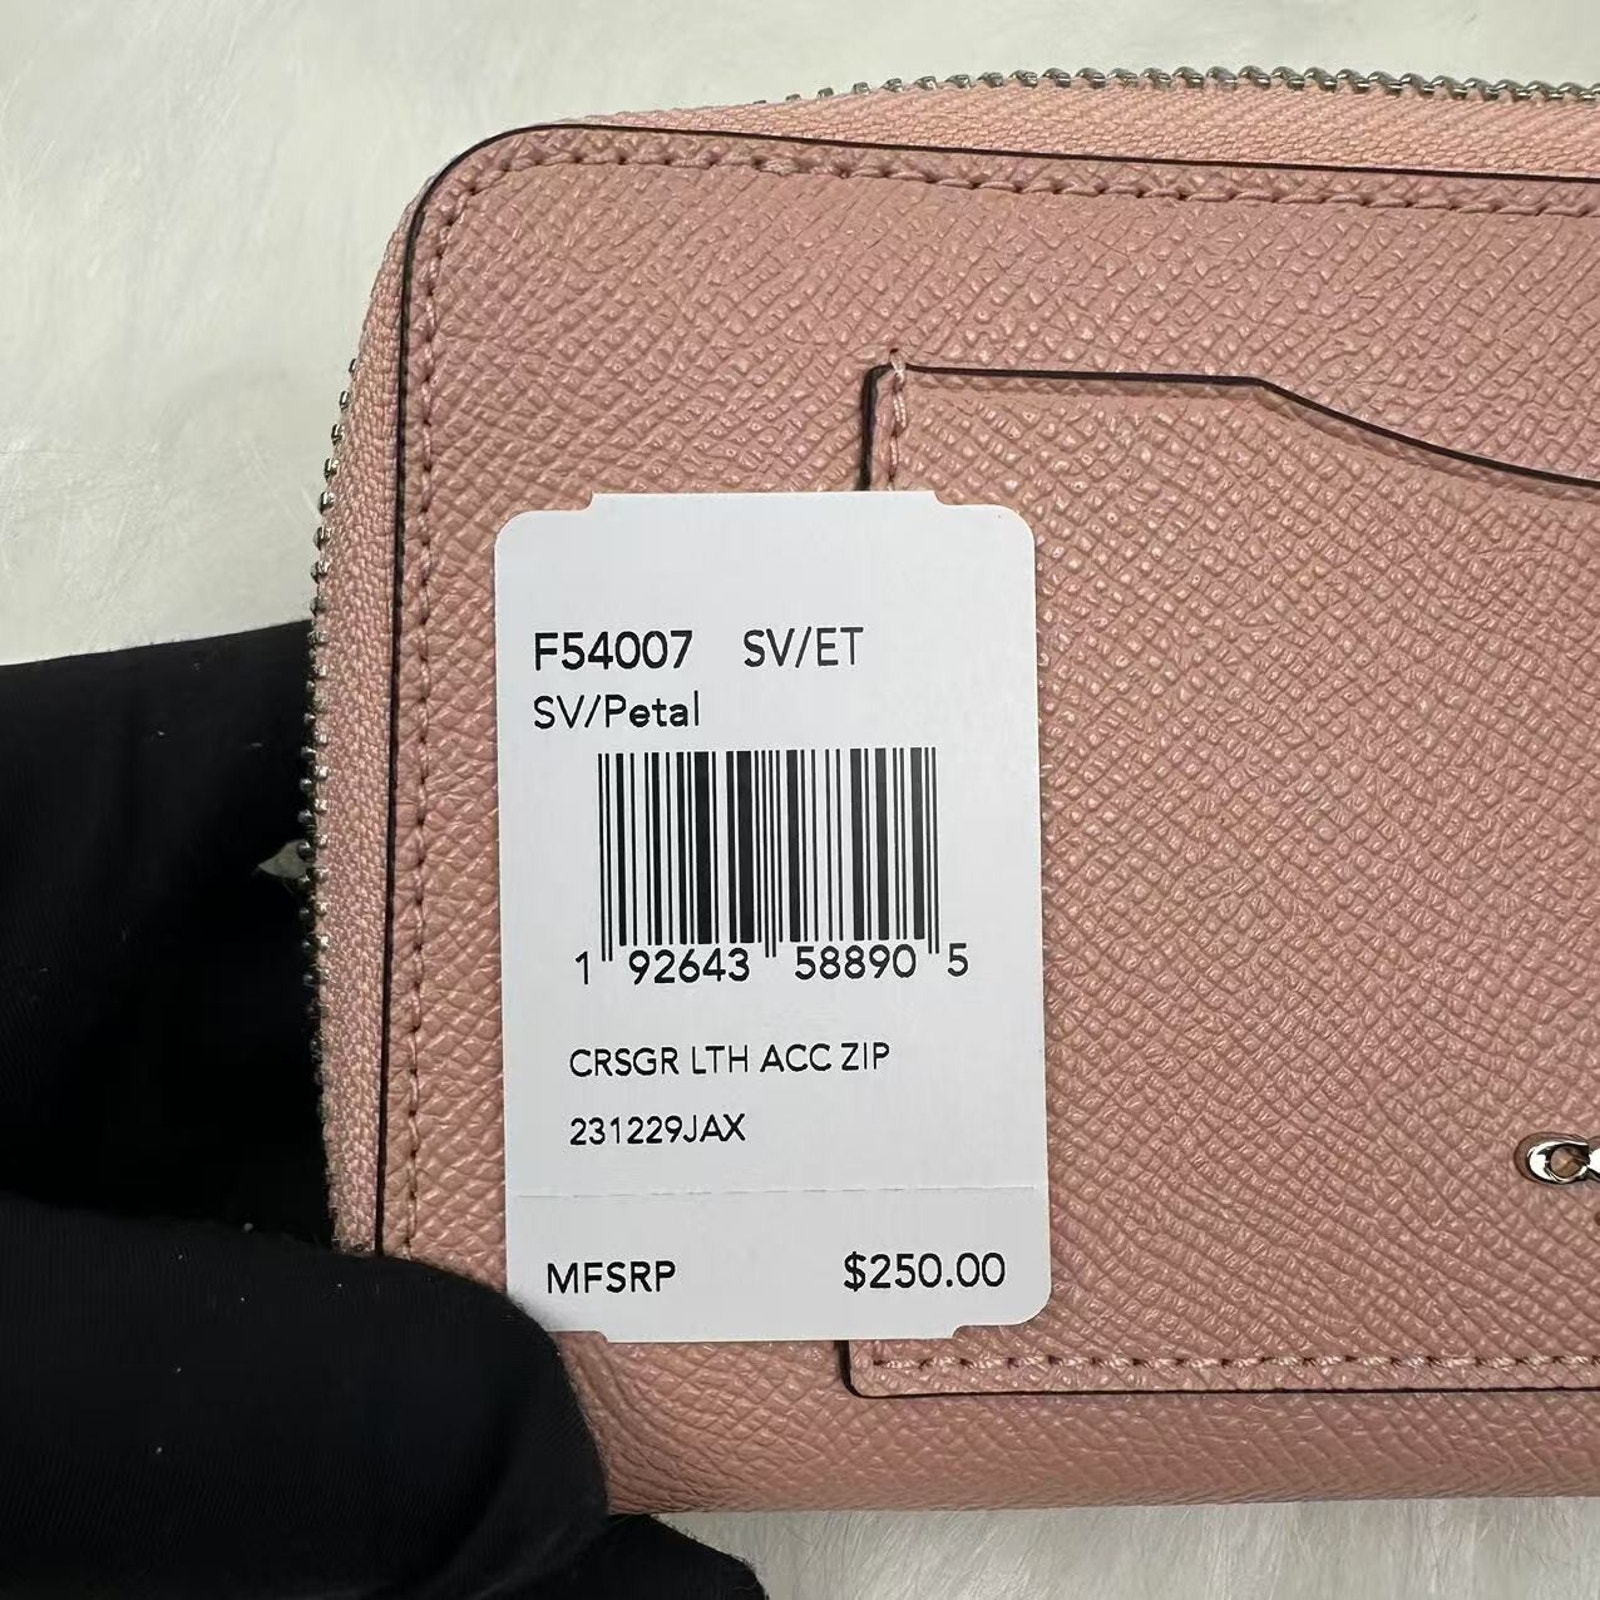 F54007 SV/ET
SV/Petal
1 92643 58890 5
CRSGR LTH ACC ZIP
231229JAX
MFSRP $250.00